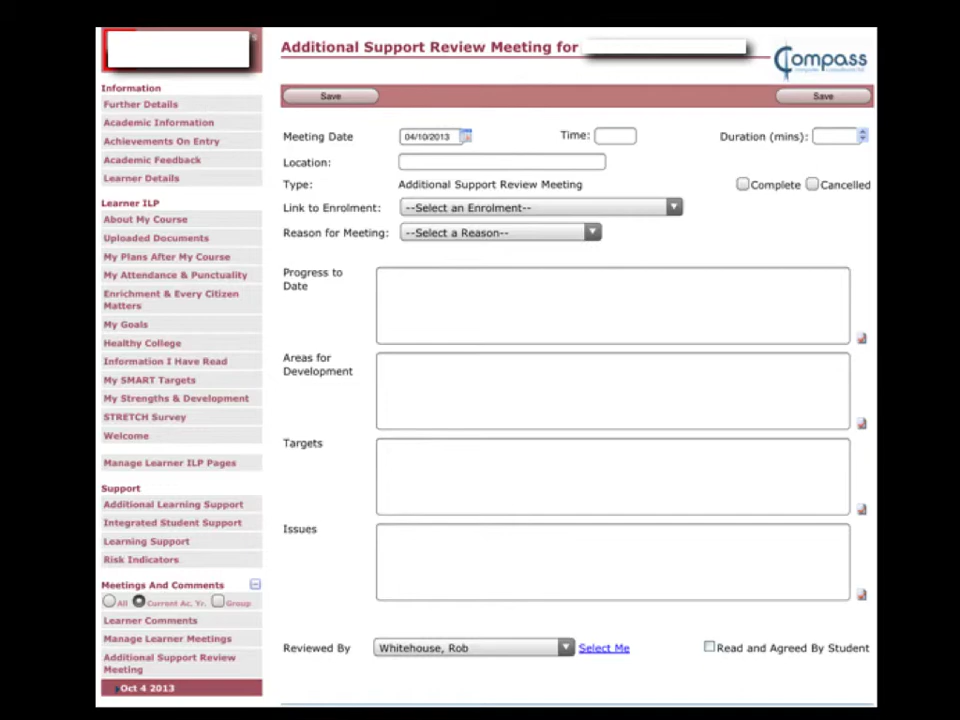 Additional Support Review Meeting for
Compass
Information
Further Details
Academic Information
Achievements On Entry
Academic Feedback
Learner Details
Learner ILP
About My Course
Uploaded Documents
My Plans After My Course
My Attendance & Punctuality
Enrichment & Every Citizen
Matters
My Goals
Healthy College
Information I Have Read
My SMART Targets
My Strengths & Development
STRETCH Survey
Welcome
Manage Learner ILP Pages
Support
Additional Learning Support
Integrated Student Support
Learning Support
Risk Indicators
Meetings And Comments
All Current Ac. Yr. Group
Learner Comments
Manage Learner Meetings
Additional Support Review
Meeting
Oct 4 2013
Save Save
Meeting Date 04/10/2013 Time: Duration (mins):
Location:
Type: Additional Support Review Meeting Complete Cancelled
Link to Enrolment: --Select an Enrolment--
Reason for Meeting: --Select a Reason--
Progress to
Date
Areas for
Development
Targets
Issues
Reviewed By Whitehouse, Rob Select Me Read and Agreed By Student